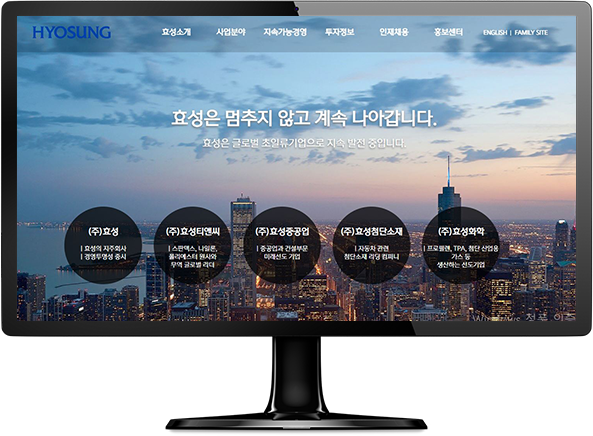 HYOSUNG
효성소개 사업분야 지속가능경영 투자정보 인재채용 홍보센터 ENGLISH | FAMILY SITE
효성은 멈추지 않고 계속 나아갑니다.
효성은 글로벌 초일류기업으로 지속 발전 중입니다.
(주)효성
| 효성의 지주회사
| 경영투명성 중시
(주)효성티앤씨
| 스판덱스, 나일론,
폴리에스터 원사와
무역 글로벌 리더
(주)효성중공업
| 중공업과 건설부문
미래선도 기업
(주)효성첨단소재
| 자동차 관련
첨단소재 리딩 컴퍼니
(주)효성화학
| 프로필렌, TPA, 첨단 산업용
가스 등
생산하는 선도기업
Windows 정품 인